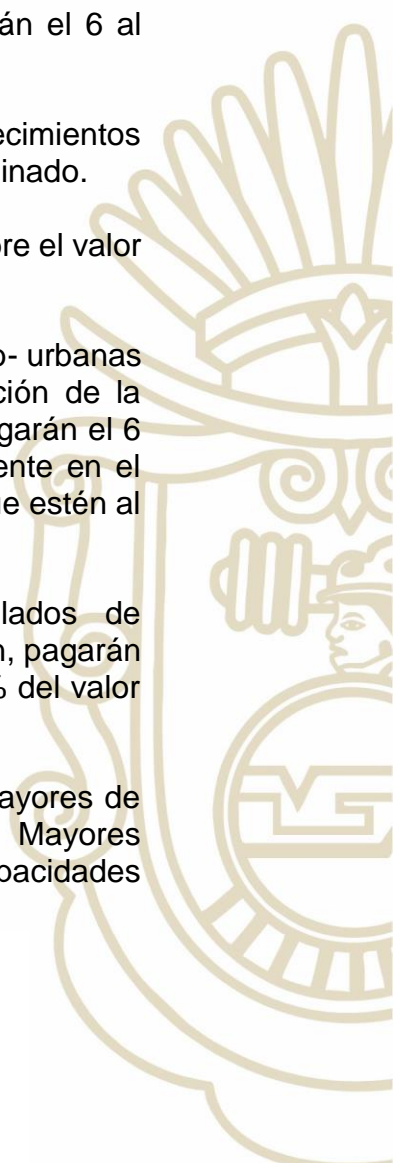 án el 6 al
ecimientos
inado.
re el valor
o- urbanas
ción de la
garán el 6
ente en el
ue estén al
lados de
n, pagarán
% del valor
ayores de
Mayores
pacidades